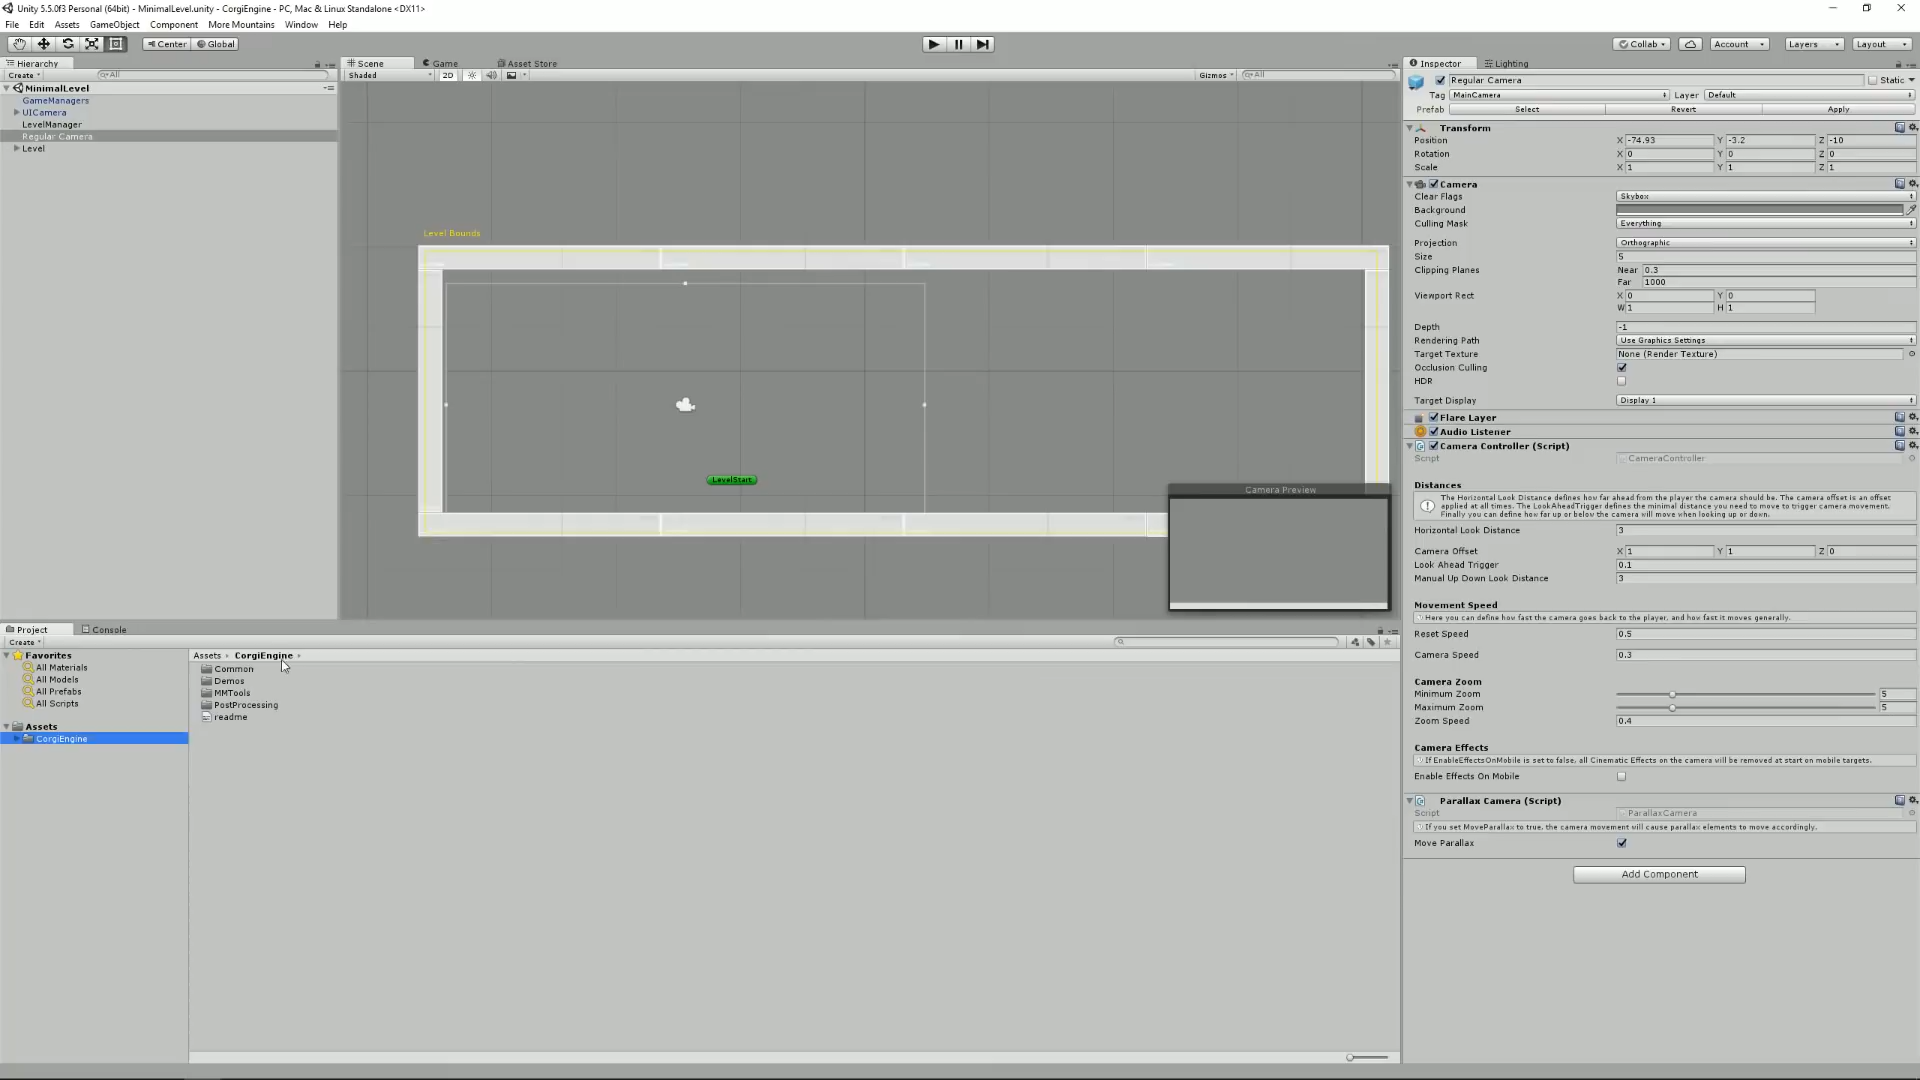 Unity 5.5.0f3 Personal (64bit) - MinimalLevel.unity - CorgiEngine - PC, Mac & Linux Standalone <DX11>
File Edit Assets GameObject Component More Mountains Window Help
Center Global
Collab Account Layers Layout
Hierarchy
Create All
MinimalLevel
GameManagers
UICamera
LevelManager
Regular Camera
Level
Scene Game Asset Store
Shaded 2D Gizmos All
Level Bounds
LevelStart
Camera Preview
Project Console
Create
Favorites
All Materials
All Models
All Prefabs
All Scripts
Assets
CorgiEngine
Assets CorgiEngine
Common
Demos
MMTools
PostProcessing
readme
Inspector Lighting
Regular Camera Static
Tag MainCamera Layer Default
Prefab Select Revert Apply
Transform
Position X -74.93 Y -3.2 Z -10
Rotation X 0 Y 0 Z 0
Scale X 1 Y 1 Z 1
Camera
Clear Flags Skybox
Background
Culling Mask Everything
Projection Orthographic
Size 5
Clipping Planes Near 0.3
Far 1000
Viewport Rect X 0 Y 0
W 1 H 1
Depth -1
Rendering Path Use Graphics Settings
Target Texture None (Render Texture)
Occlusion Culling
HDR
Target Display Display 1
Flare Layer
Audio Listener
Camera Controller (Script)
Script CameraController
Distances
The Horizontal Look Distance defines how far ahead from the player the camera should be. The camera offset is an offset
applied at all times. The LookAheadTrigger defines the minimal distance you need to move to trigger camera movement.
Finally you can define how far up or below the camera will move when looking up or down.
Horizontal Look Distance 3
Camera Offset X 1 Y 1 Z 0
Look Ahead Trigger 0.1
Manual Up Down Look Distance 3
Movement Speed
Here you can define how fast the camera goes back to the player, and how fast it moves generally.
Reset Speed 0.5
Camera Speed 0.3
Camera Zoom
Minimum Zoom 5
Maximum Zoom 5
Zoom Speed 0.4
Camera Effects
If EnableEffectsOnMobile is set to false, all Cinematic Effects on the camera will be removed at start on mobile targets.
Enable Effects On Mobile
Parallax Camera (Script)
Script ParallaxCamera
If you set MoveParallax to true, the camera movement will cause parallax elements to move accordingly.
Move Parallax
Add Component